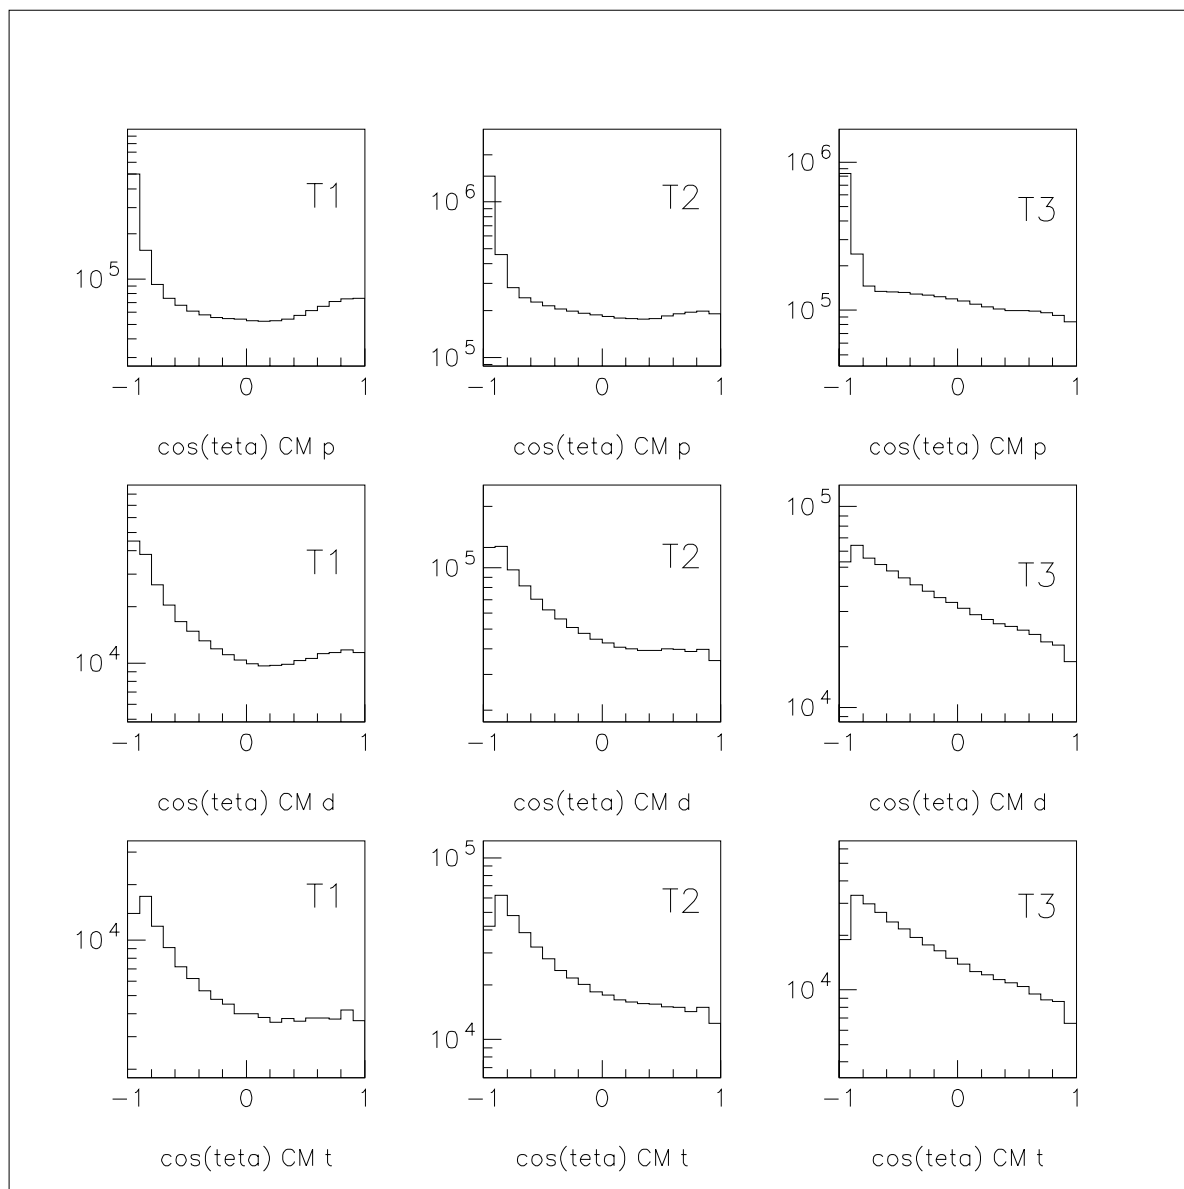 T1 T2 T3
10^6
10^6
10^5
10^5
10^5
-1 0 1 -1 0 1 -1 0 1
cos(teta) CM p cos(teta) CM p cos(teta) CM p
T1 T2 T3
10^5
10^5
10^4
10^4
-1 0 1 -1 0 1 -1 0 1
cos(teta) CM d cos(teta) CM d cos(teta) CM d
T1 T2 T3
10^5
10^4
10^4
10^4
-1 0 1 -1 0 1 -1 0 1
cos(teta) CM t cos(teta) CM t cos(teta) CM t